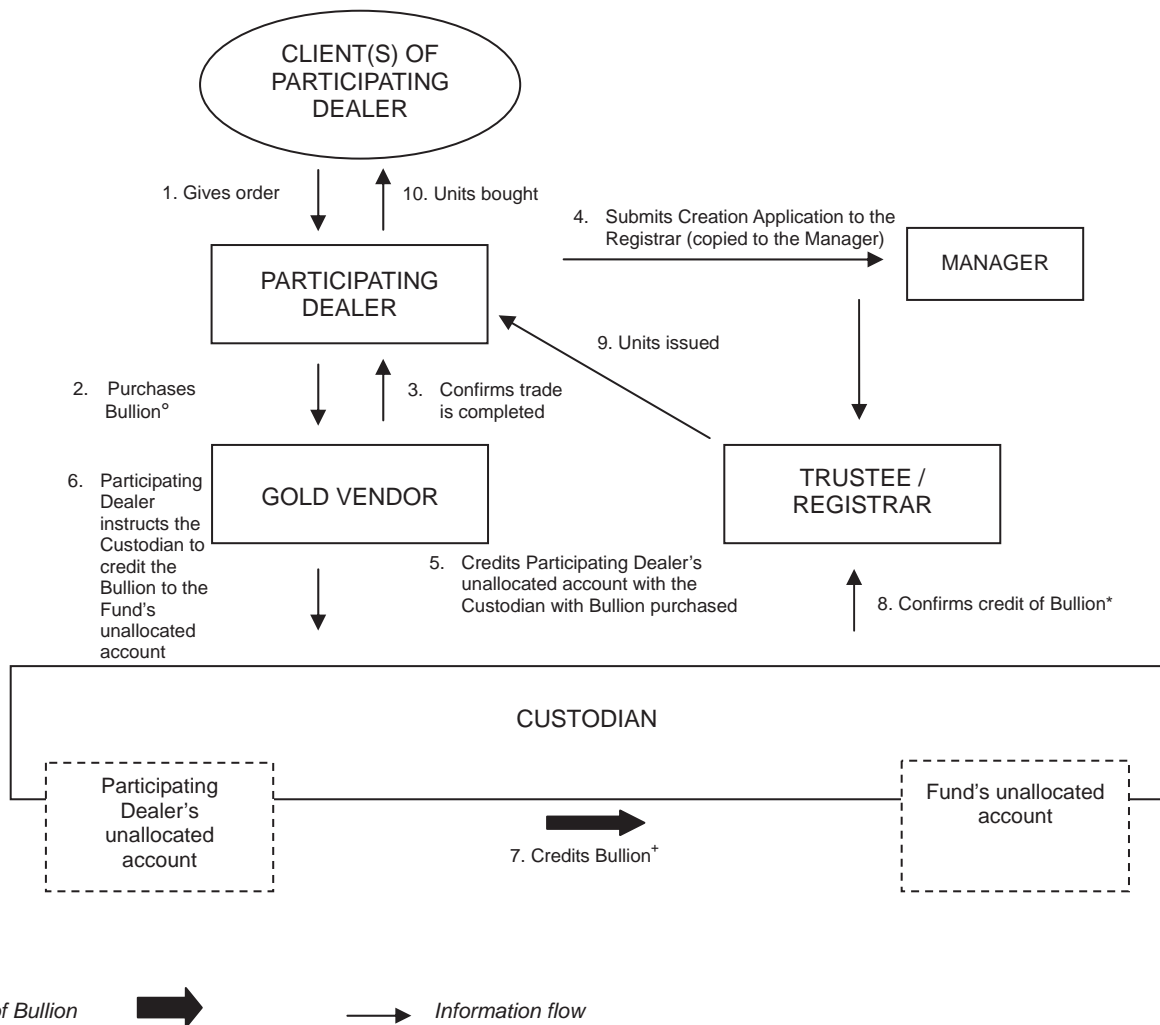 CLIENT(S) OF
PARTICIPATING
DEALER
1. Gives order
10. Units bought
4. Submits Creation Application to the
Registrar (copied to the Manager)
MANAGER
PARTICIPATING
DEALER
9. Units issued
2. Purchases
Bullion°
3. Confirms trade
is completed
GOLD VENDOR
TRUSTEE /
REGISTRAR
6. Participating
Dealer
instructs the
Custodian to
credit the
Bullion to the
Fund's
unallocated
account
5. Credits Participating Dealer's
unallocated account with the
Custodian with Bullion purchased
8. Confirms credit of Bullion*
CUSTODIAN
Participating
Dealer's
unallocated
account
Fund's unallocated
account
7. Credits Bullion+
of Bullion
Information flow